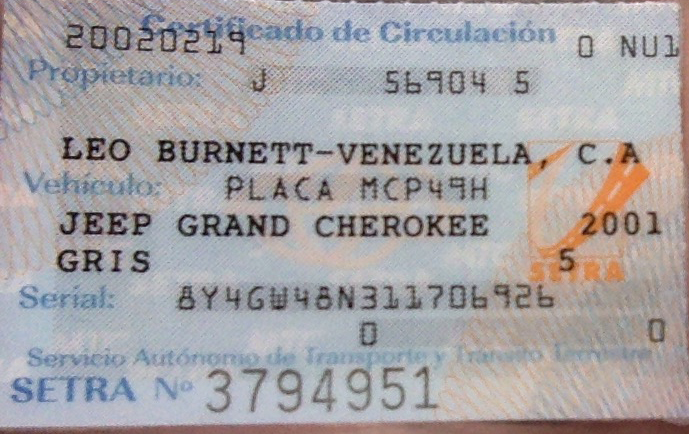 Certificado de Circulación
20020219 0 NU1
Propietario: J 56904 5
LEO BURNETT-VENEZUELA, C.A
Vehículo: PLACA MCP49H
JEEP GRAND CHEROKEE 2001
GRIS 5
SETRA
Serial: 8Y4GW48N311706926
0 0
Servicio Autónomo de Transporte y Tránsito Terrestre
SETRA Nº 3794951